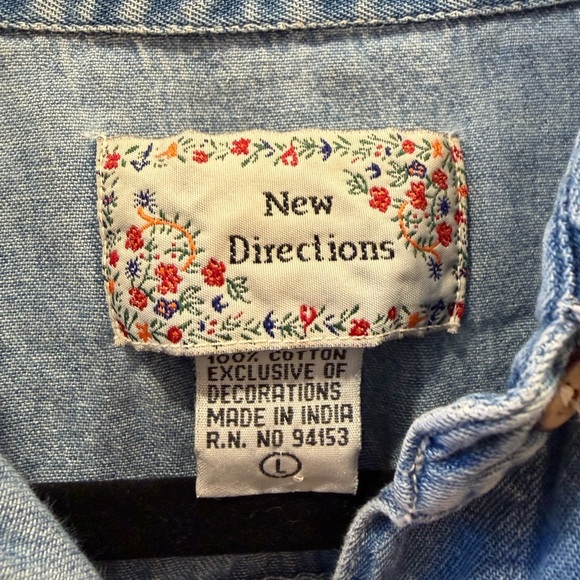 New
Directions
100% COTTON
EXCLUSIVE OF
DECORATIONS
MADE IN INDIA
R.N. NO 94153
L